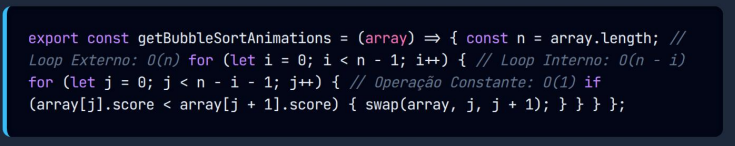 export const getBubbleSortAnimations = (array) => { const n = array.length; //
Loop Externo: O(n) for (let i = 0; i < n - 1; i++) { // Loop Interno: O(n - i)
for (let j = 0; j < n - i - 1; j++) { // Operação Constante: O(1) if
(array[j].score < array[j + 1].score) { swap(array, j, j + 1); } } } };